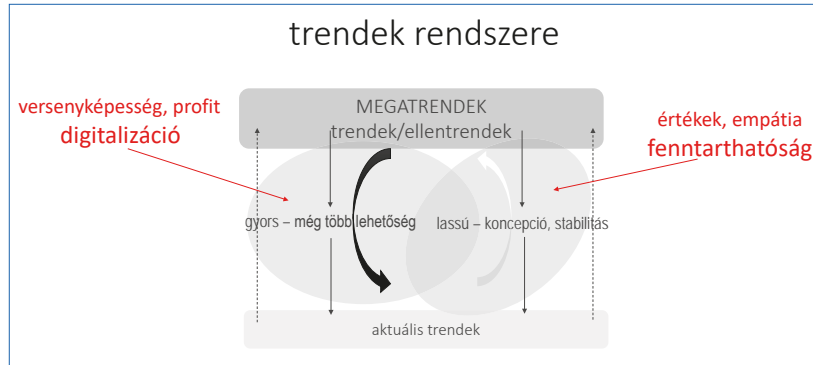 trendek rendszere
versenyképesség, profit
digitalizáció
MEGATRENDEK
trendek/ellentrendek
értékek, empátia
fenntarthatóság
gyors – még több lehetőség
lassú – koncepció, stabilitás
aktuális trendek